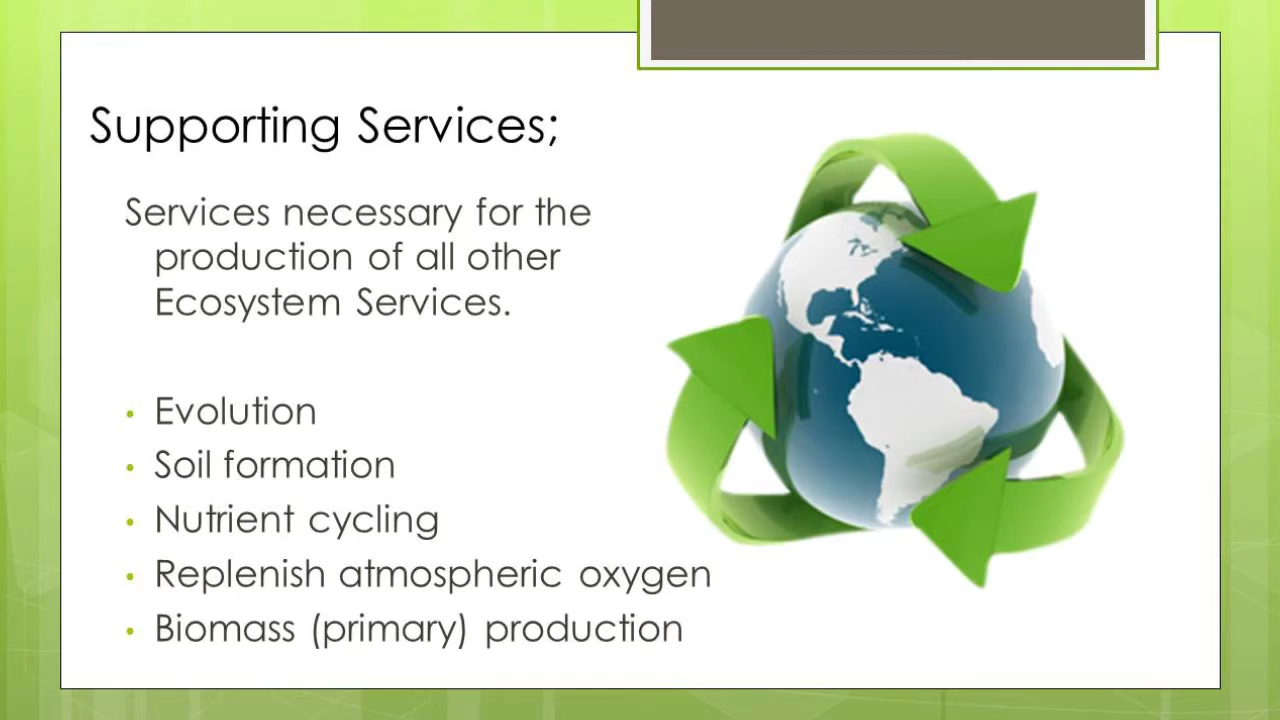 Supporting Services;
Services necessary for the
production of all other
Ecosystem Services.
• Evolution
• Soil formation
• Nutrient cycling
• Replenish atmospheric oxygen
• Biomass (primary) production